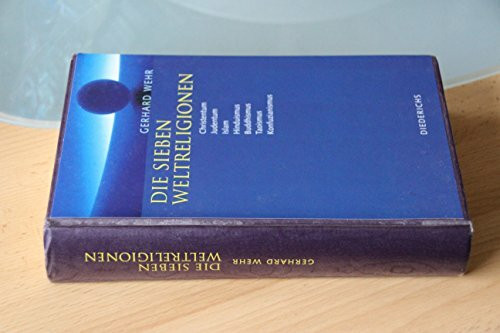 GERHARD WEHR
DIE SIEBEN
WELTRELIGIONEN
Christentum
Judentum
Islam
Hinduismus
Buddhismus
Taoismus
Konfuzianismus
DIEDERICHS
GERHARD WEHR
DIE SIEBEN
WELTRELIGIONEN